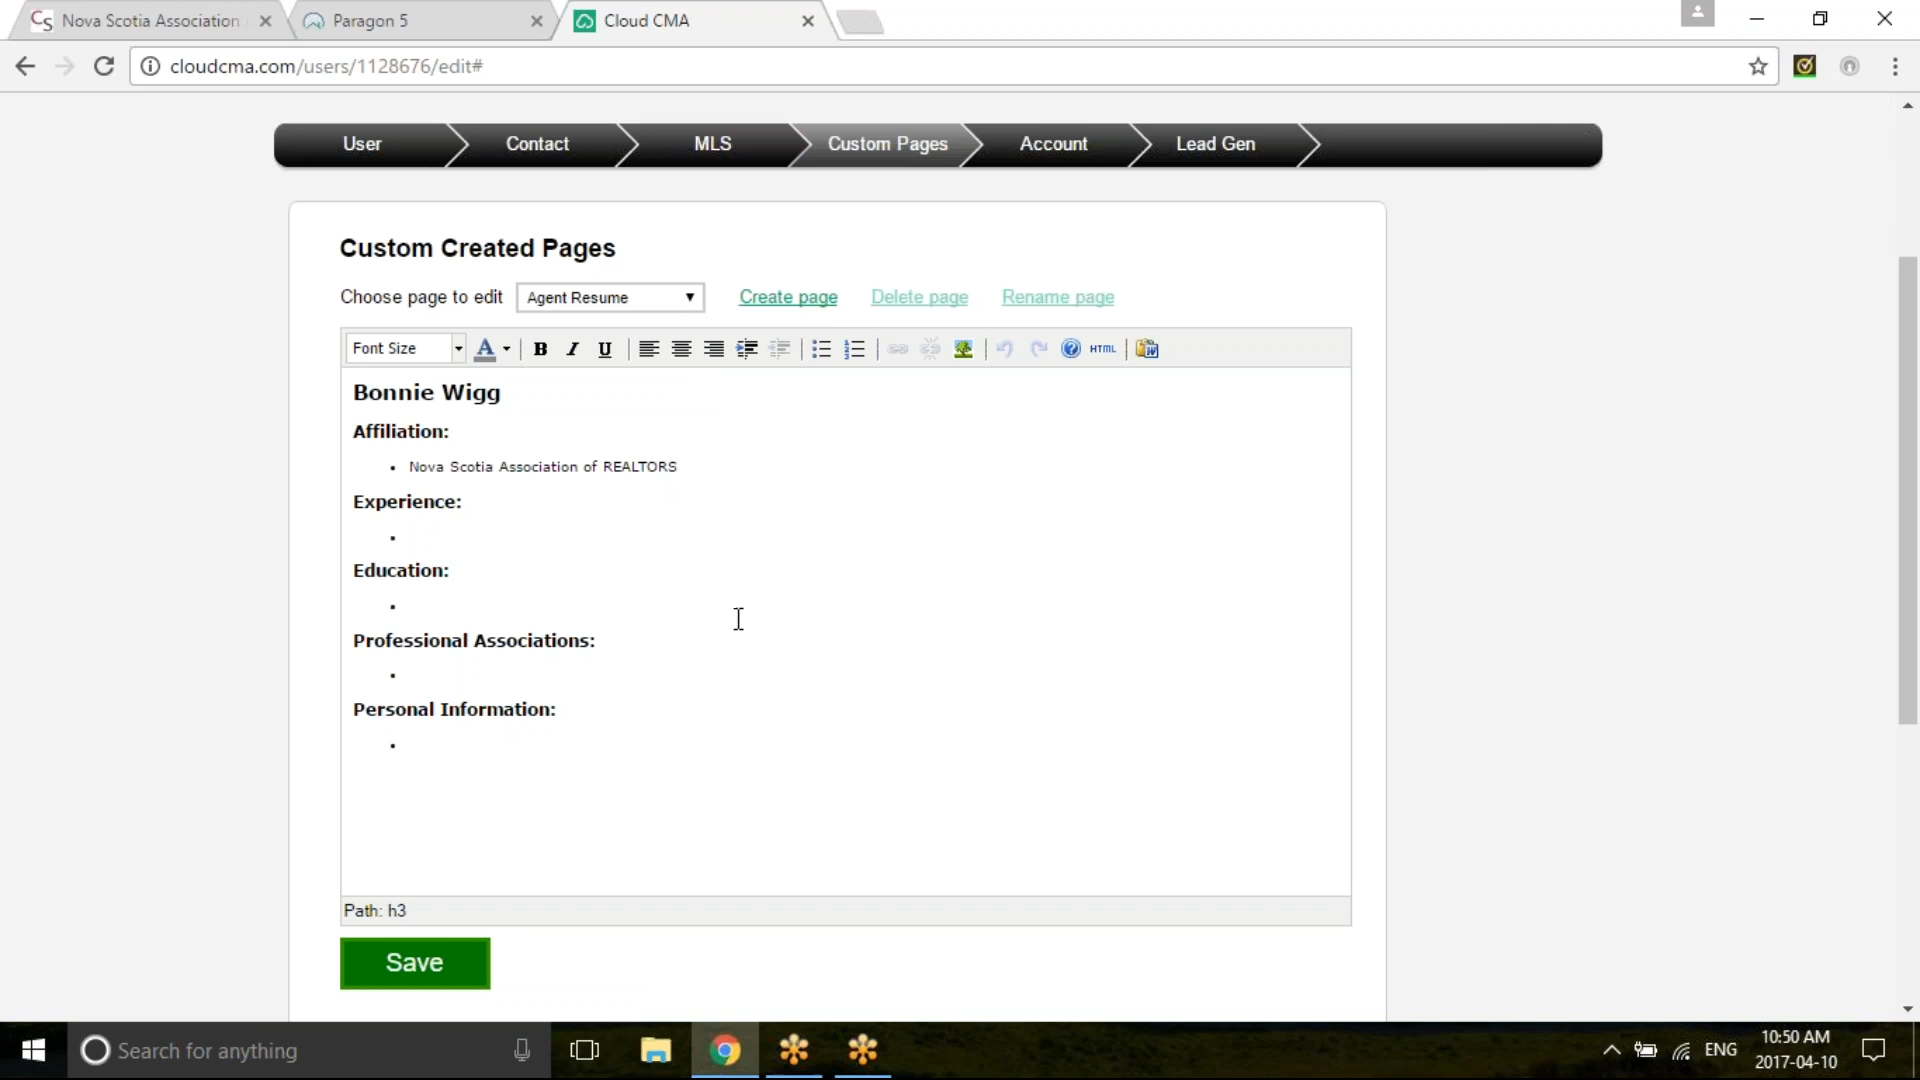 Nova Scotia Association
Paragon 5
Cloud CMA
cloudcma.com/users/1128676/edit#
User
Contact
MLS
Custom Pages
Account
Lead Gen
Custom Created Pages
Choose page to edit
Agent Resume
Create page
Delete page
Rename page
Font Size
HTML
Bonnie Wigg
Affiliation:
• Nova Scotia Association of REALTORS
Experience:
•
Education:
•
Professional Associations:
•
Personal Information:
•
Path: h3
Save
Search for anything
ENG
10:50 AM
2017-04-10